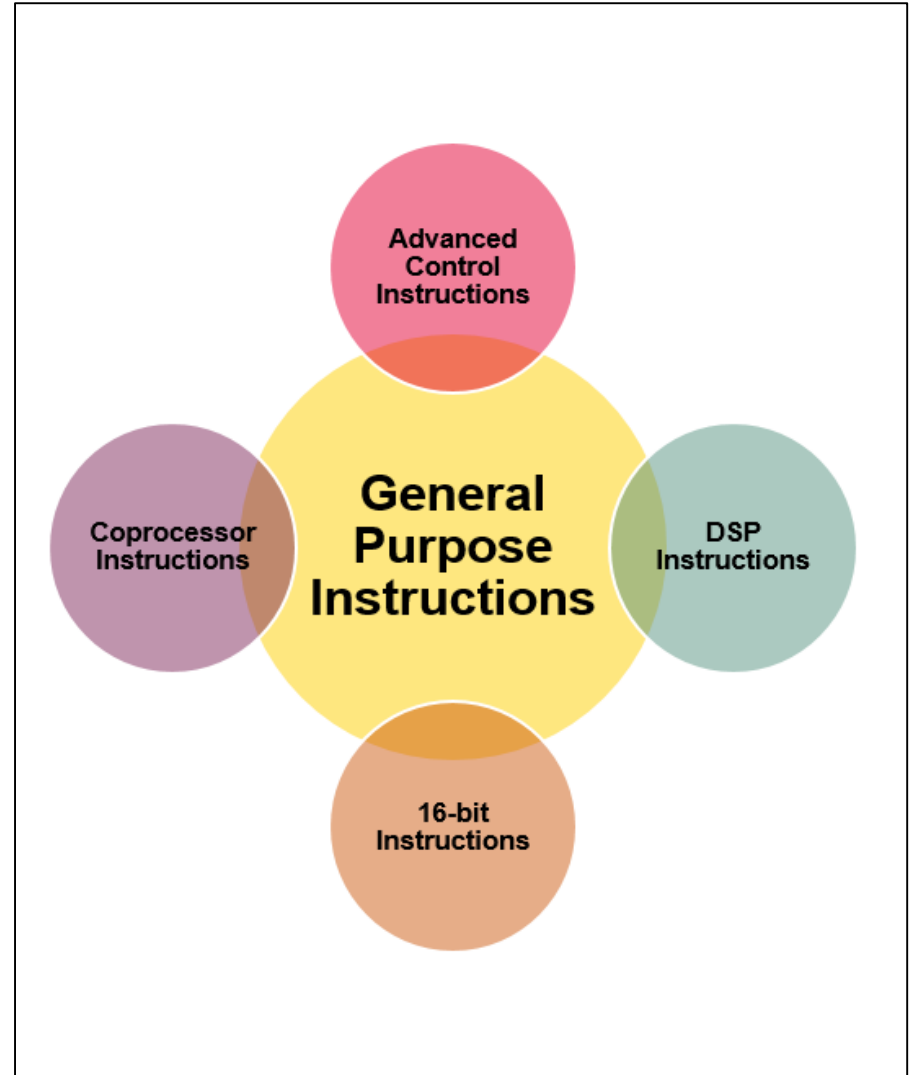 Advanced
Control
Instructions
General
Purpose
Instructions
Coprocessor
Instructions
DSP
Instructions
16-bit
Instructions